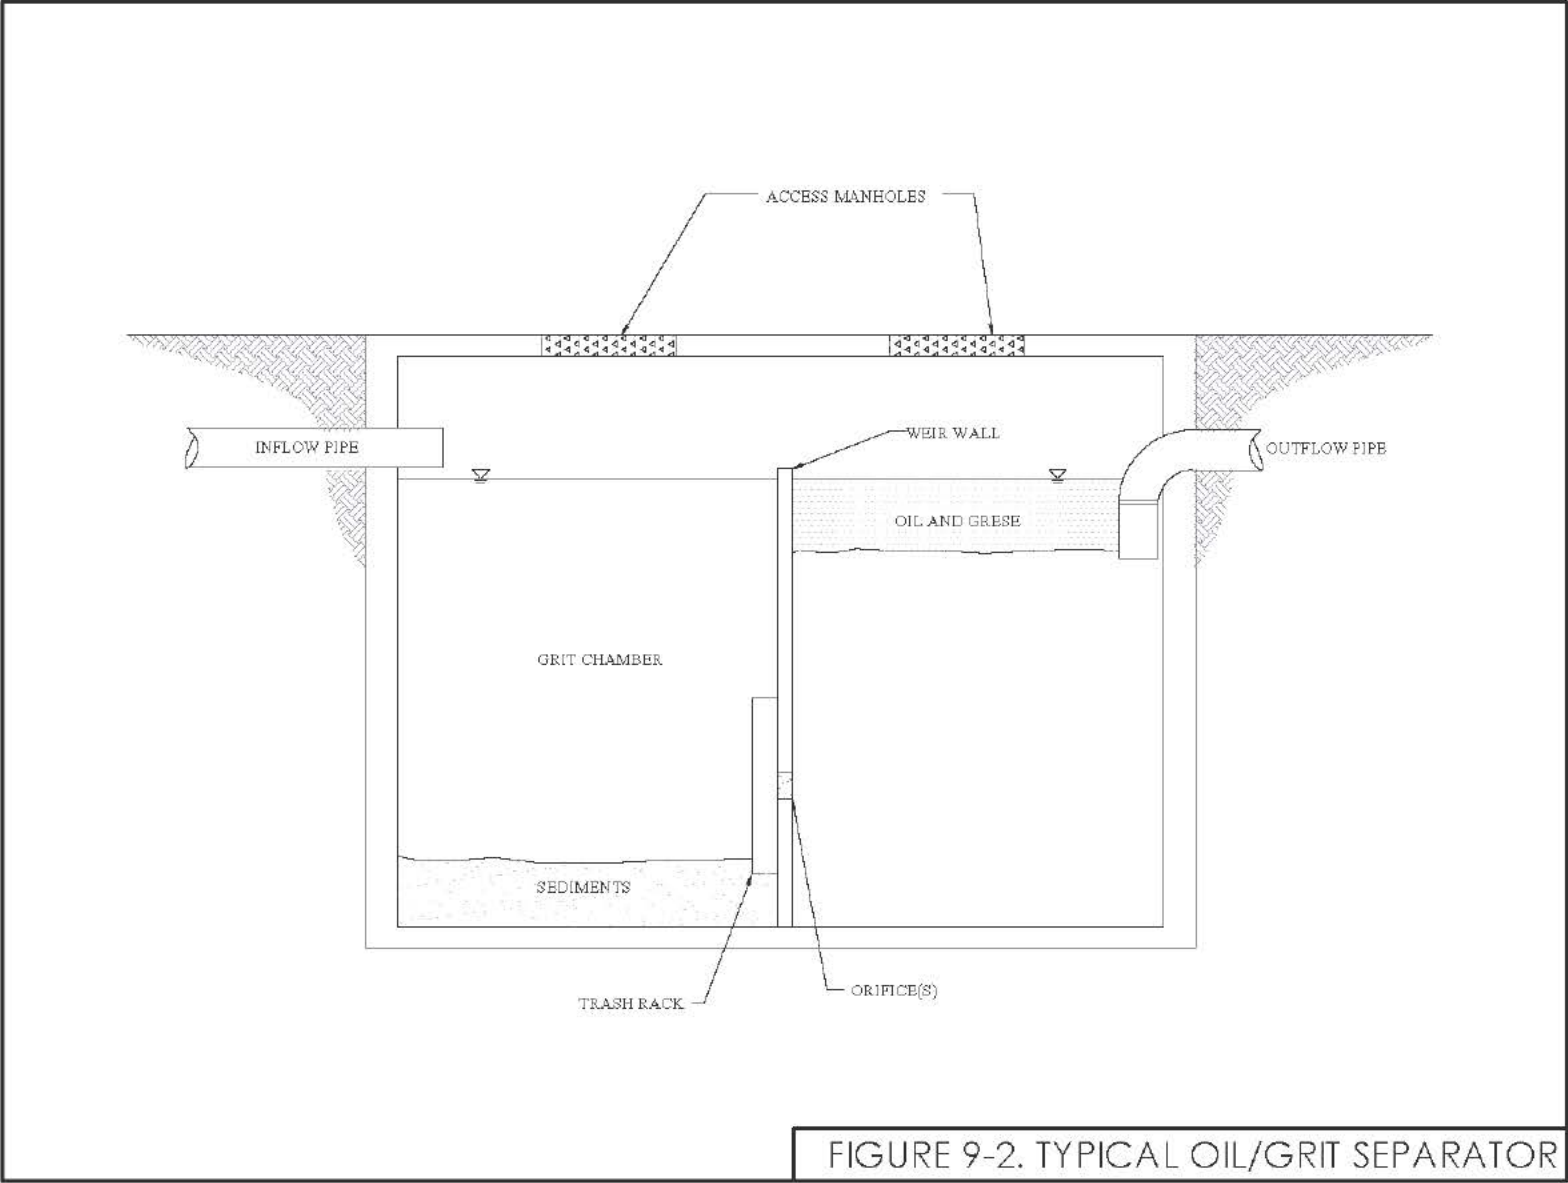 ACCESS MANHOLES
WEIR WALL
INFLOW PIPE
OUTFLOW PIPE
OIL AND GRESE
GRIT CHAMBER
SEDIMENTS
TRASH RACK
ORIFICE(S)
FIGURE 9-2. TYPICAL OIL/GRIT SEPARATOR